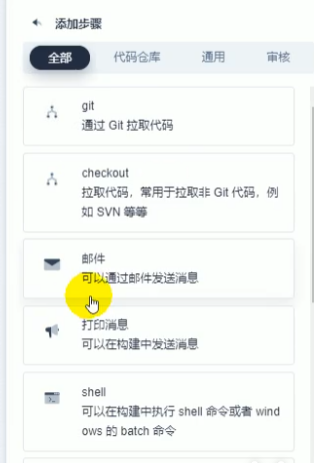 添加步骤
全部 代码仓库 通用 审核
git
通过 Git 拉取代码
checkout
拉取代码，常用于拉取非 Git 代码，例
如 SVN 等等
邮件
可以通过邮件发送消息
打印消息
可以在构建中发送消息
shell
可以在构建中执行 shell 命令或者 wind
ows 的 batch 命令